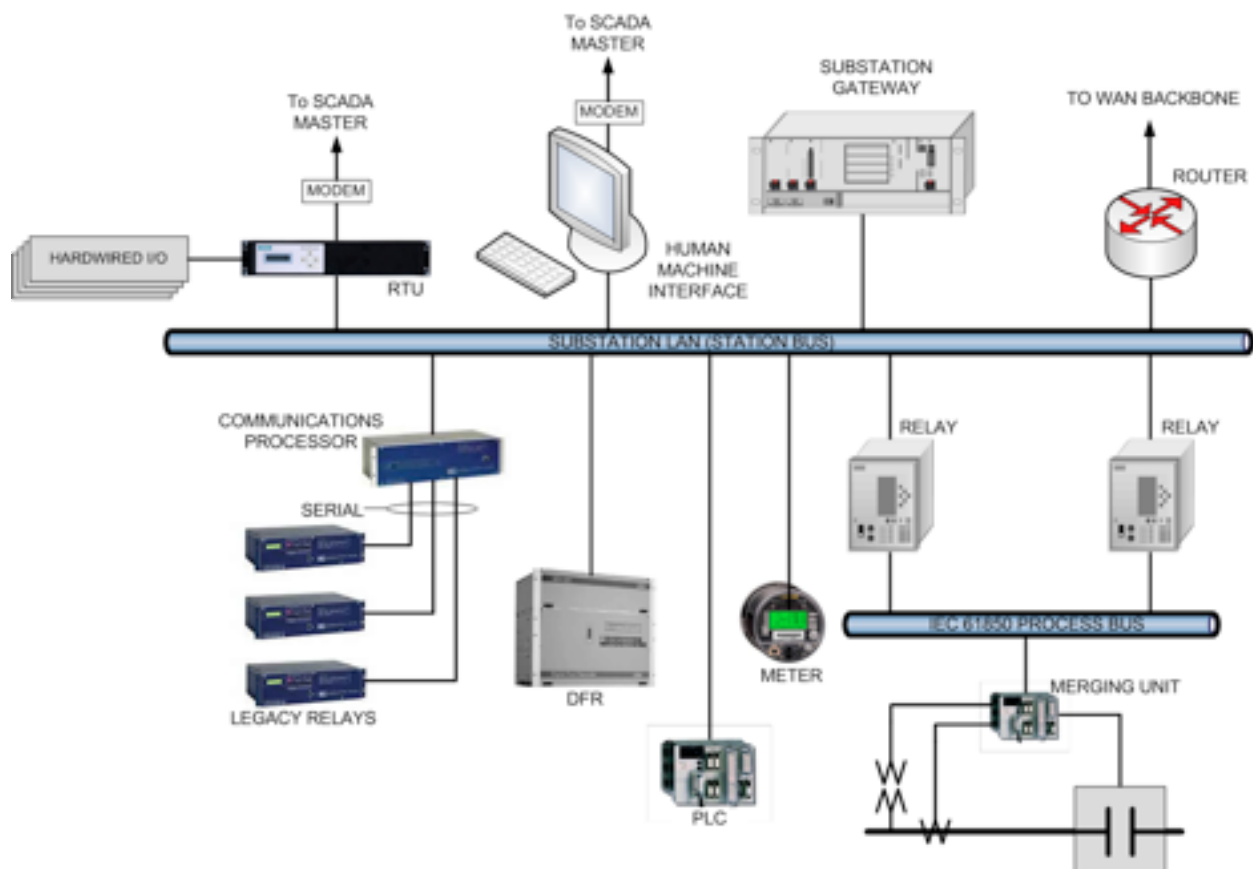 To SCADA
MASTER
MODEM
To SCADA
MASTER
MODEM
SUBSTATION
GATEWAY
TO WAN BACKBONE
ROUTER
HARDWIRED I/O
RTU
HUMAN
MACHINE
INTERFACE
SUBSTATION LAN (STATION BUS)
COMMUNICATIONS
PROCESSOR
SERIAL
LEGACY RELAYS
DFR
PLC
METER
RELAY
RELAY
IEC 61850 PROCESS BUS
MERGING UNIT